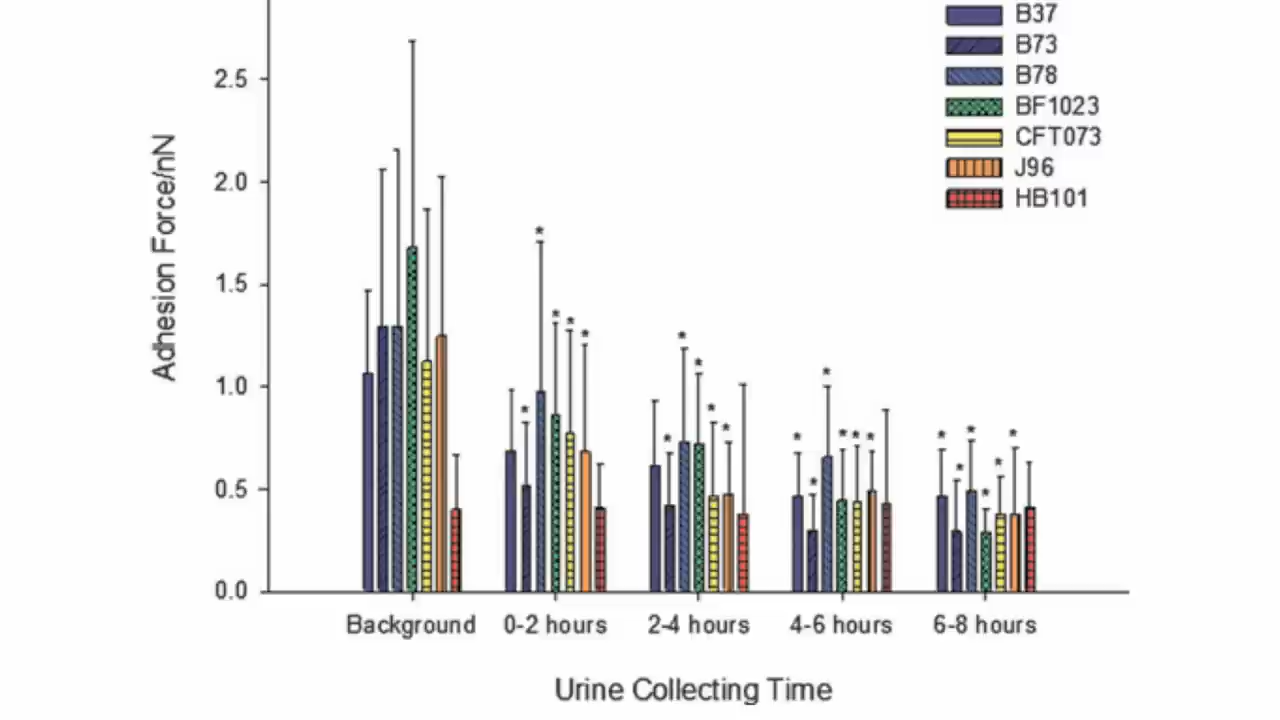 B37
B73
B78
BF1023
CFT073
J96
HB101
2.5
2.0
1.5
1.0
0.5
0.0
Adhesion Force/nN
*
* * * * *
* * * * *
* * * * * *
* * * * * *
Background 0-2 hours 2-4 hours 4-6 hours 6-8 hours
Urine Collecting Time